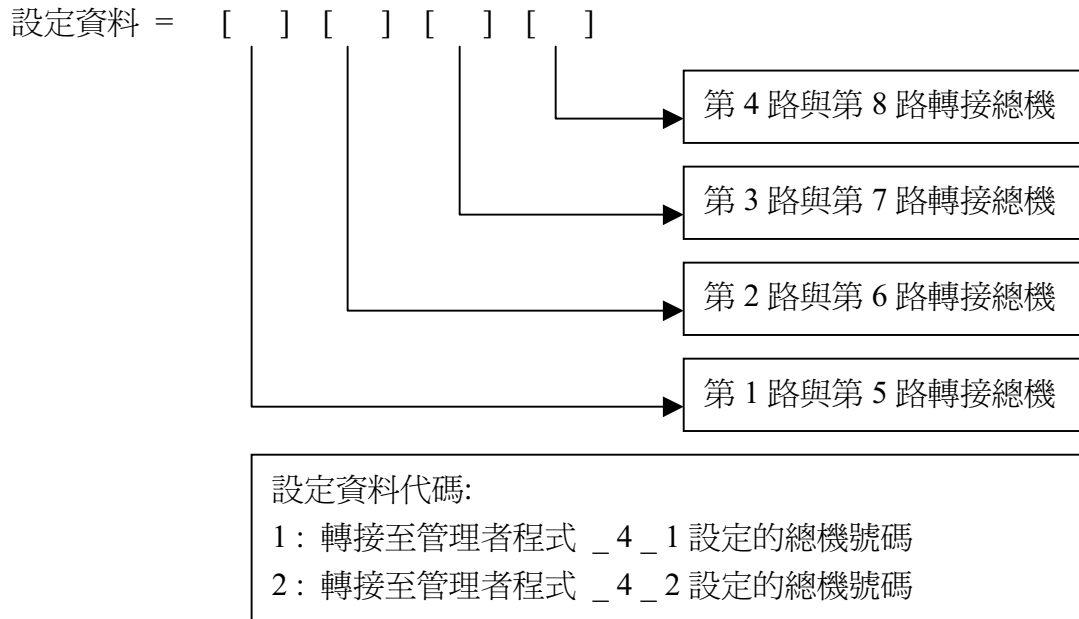 設定資料 = [ ] [ ] [ ] [ ]
第 4 路與第 8 路轉接總機
第 3 路與第 7 路轉接總機
第 2 路與第 6 路轉接總機
第 1 路與第 5 路轉接總機
設定資料代碼:
1 : 轉接至管理者程式 _ 4 _ 1 設定的總機號碼
2 : 轉接至管理者程式 _ 4 _ 2 設定的總機號碼